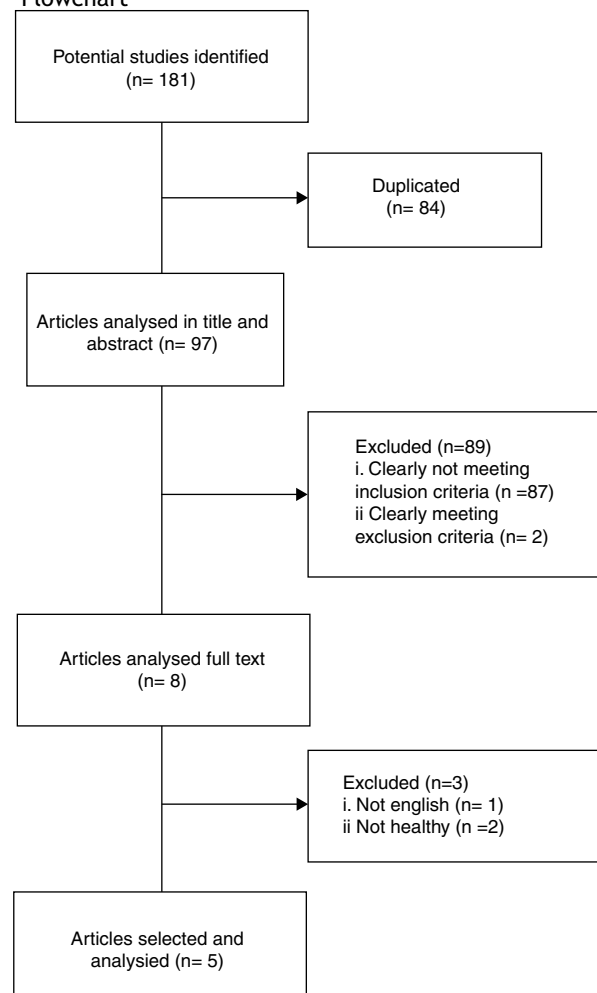 Flowchart
Potential studies identified
(n= 181)
Duplicated
(n= 84)
Articles analysed in title and
abstract (n= 97)
Excluded (n=89)
i. Clearly not meeting
inclusion criteria (n =87)
ii Clearly meeting
exclusion criteria (n= 2)
Articles analysed full text
(n= 8)
Excluded (n=3)
i. Not english (n= 1)
ii Not healthy (n =2)
Articles selected and
analysied (n= 5)